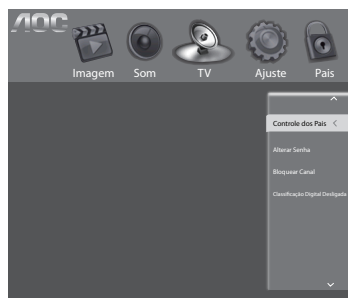 AOC
Imagem Som TV Ajuste Pais
Controle dos Pais
Alterar Senha
Bloquear Canal
Classificação Digital Desligada